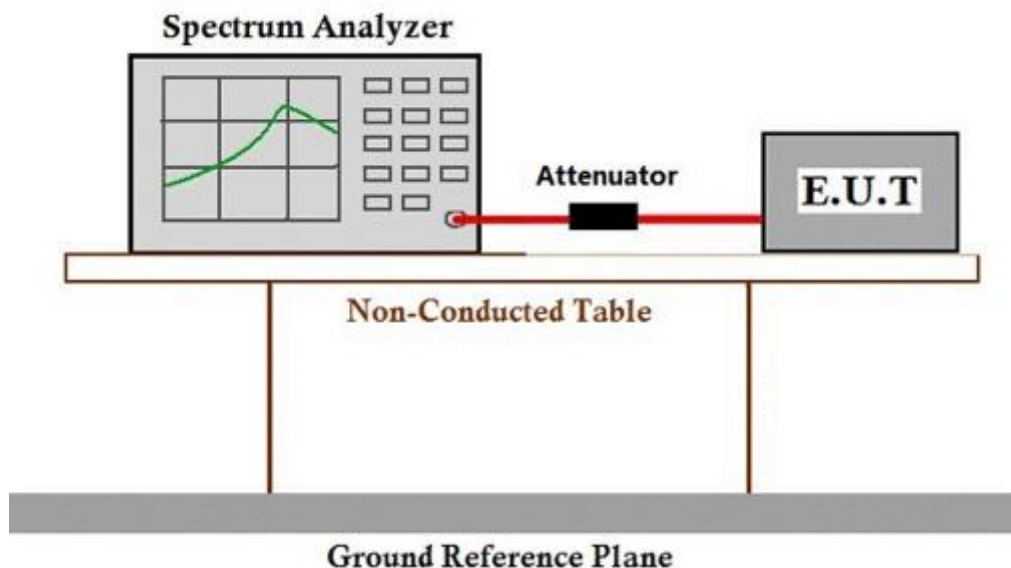 Spectrum Analyzer
Attenuator
E.U.T
Non-Conducted Table
Ground Reference Plane